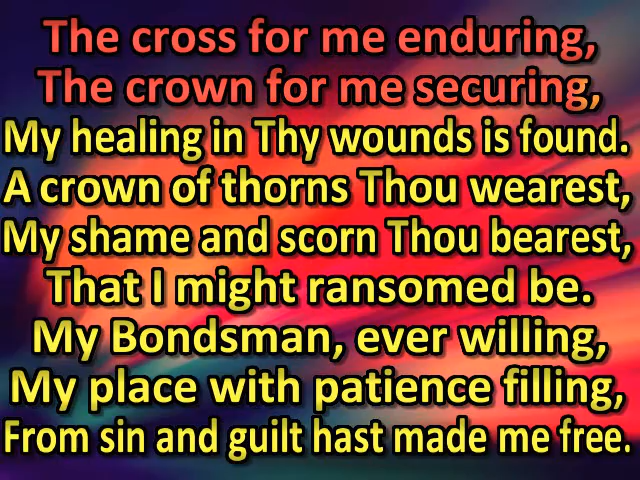 The cross for me enduring,
The crown for me securing,
My healing in Thy wounds is found.
A crown of thorns Thou wearest,
My shame and scorn Thou bearest,
That I might ransomed be.
My Bondsman, ever willing,
My place with patience filling,
From sin and guilt hast made me free.